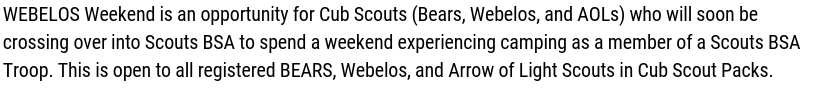 WEBELOS Weekend is an opportunity for Cub Scouts (Bears, Webelos, and AOLs) who will soon be
crossing over into Scouts BSA to spend a weekend experiencing camping as a member of a Scouts BSA
Troop. This is open to all registered BEARS, Webelos, and Arrow of Light Scouts in Cub Scout Packs.